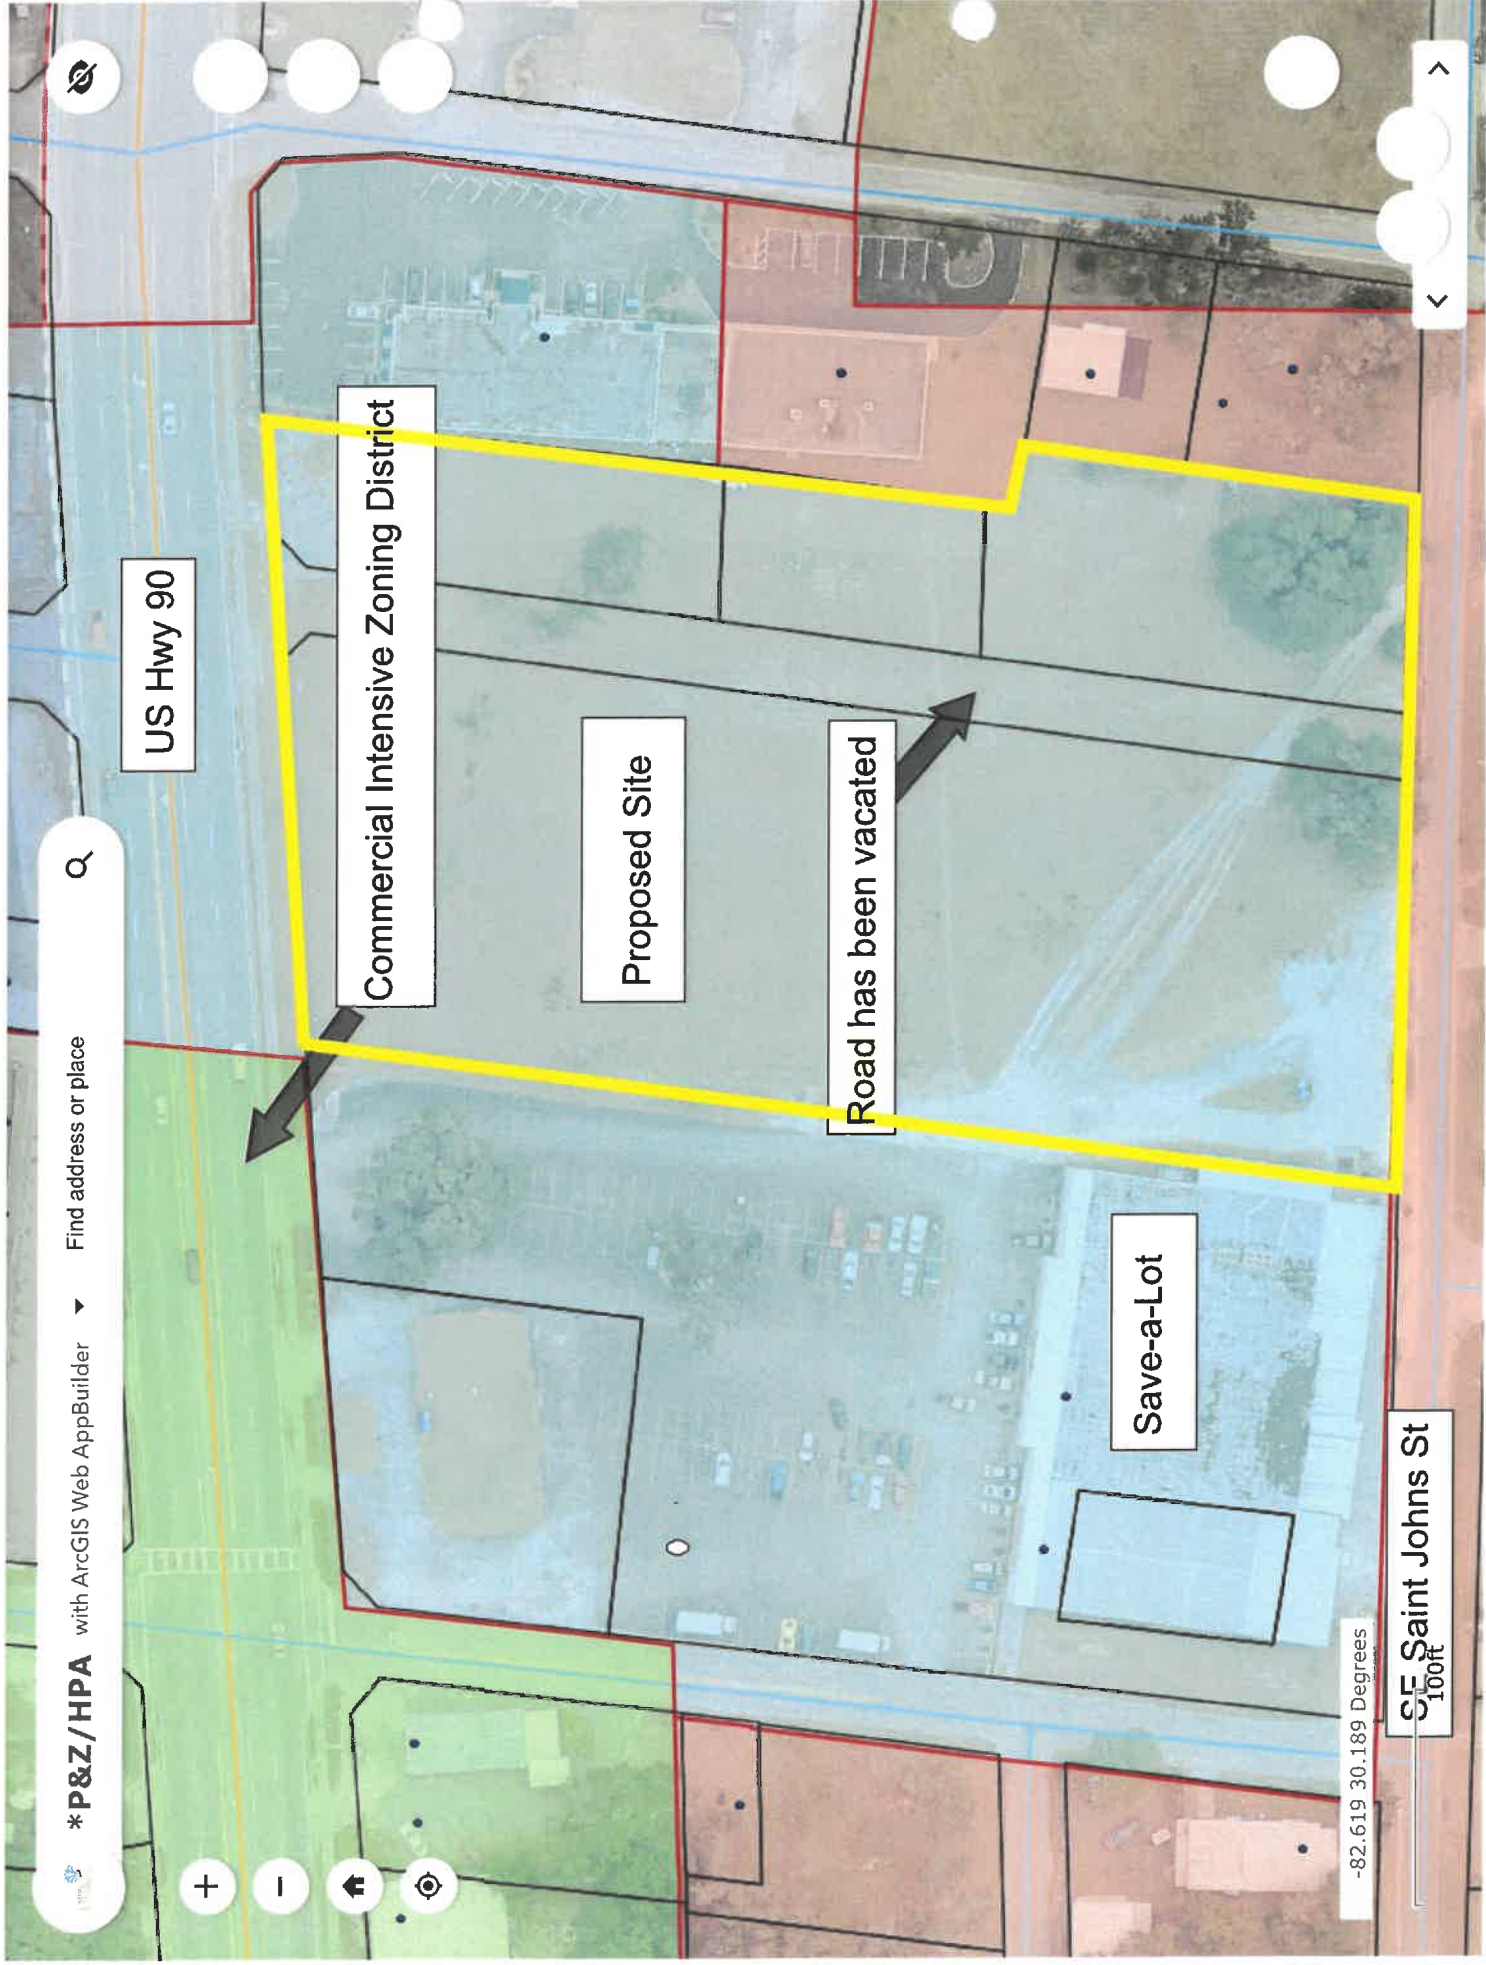 *P&Z/HPA with ArcGIS Web AppBuilder
Find address or place
US Hwy 90
Commercial Intensive Zoning District
Proposed Site
Road has been vacated
Save-a-Lot
-82.619 30.189 Degrees
SE Saint Johns St
100ft